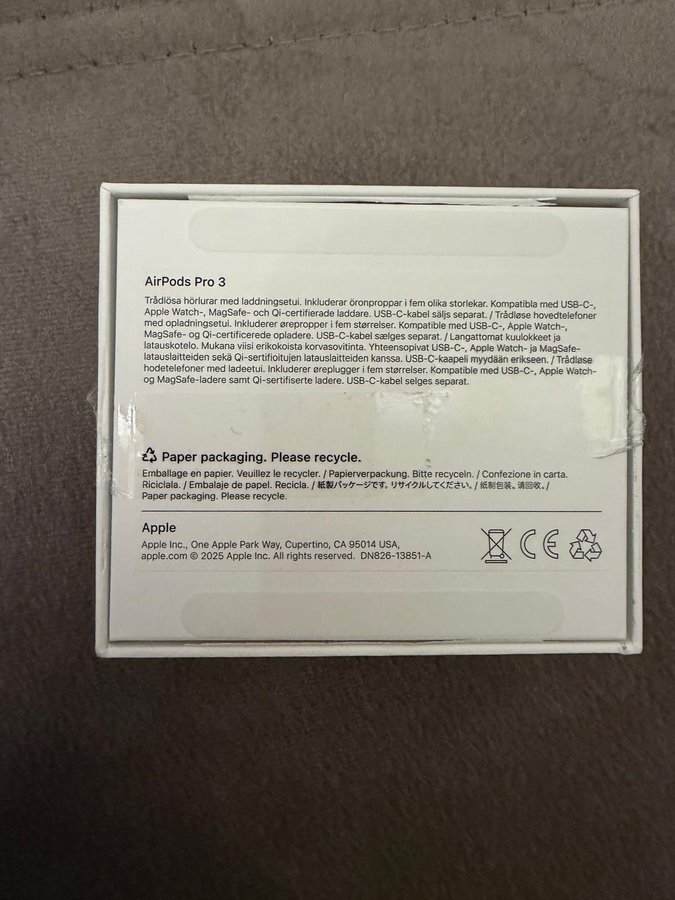 AirPods Pro 3
Trådlösa hörlurar med laddningsetui. Inkluderar öronproppar i fem olika storlekar. Kompatibla med USB-C-,
Apple Watch-, MagSafe- och Qi-certifierade laddare. USB-C-kabel säljs separat. / Trådløse hovedtelefoner
med opladningsetui. Inkluderer ørepropper i fem størrelser. Kompatible med USB-C-, Apple Watch-,
MagSafe- og Qi-certificerede opladere. USB-C-kabel sælges separat. / Langattomat kuulokkeet ja
latauskotelo. Mukana viisi erikokoista korvasovitinta. Yhteensopivat USB-C-, Apple Watch- ja MagSafe-
latauslaitteiden sekä Qi-sertifioitujen latauslaitteiden kanssa. USB-C-kaapeli myydään erikseen. / Trådløse
hodetelefoner med ladeetui. Inkluderer øreplugger i fem størrelser. Kompatible med USB-C-, Apple Watch-
og MagSafe-ladere samt Qi-sertifiserte ladere. USB-C-kabel selges separat.
Paper packaging. Please recycle.
Emballage en papier. Veuillez le recycler. / Papierverpackung. Bitte recyceln. / Confezione in carta.
Riciclala. / Embalaje de papel. Recicla. / 紙製パッケージです。リサイクルしてください。/ 纸制包装。请回收。/
Paper packaging. Please recycle.
Apple
Apple Inc., One Apple Park Way, Cupertino, CA 95014 USA,
apple.com © 2025 Apple Inc. All rights reserved. DN826-13851-A
CE